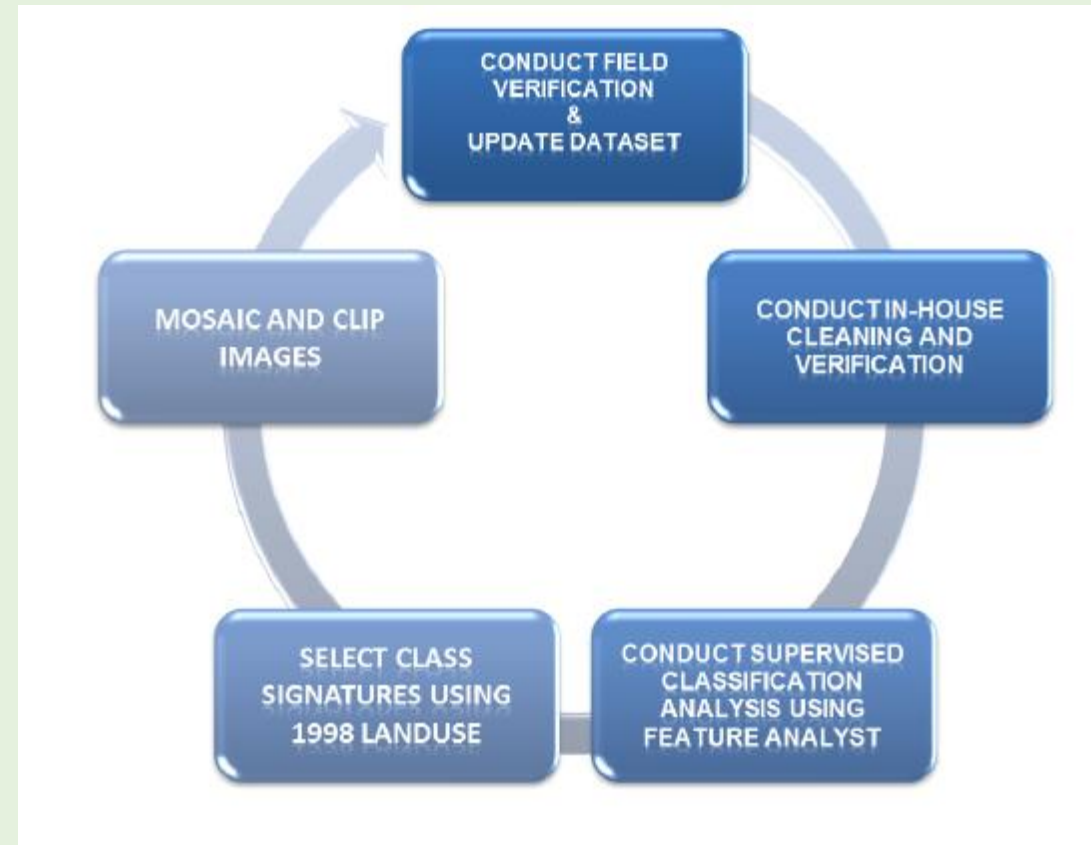 CONDUCT FIELD
VERIFICATION
&
UPDATE DATASET
CONDUCT IN-HOUSE
CLEANING AND
VERIFICATION
CONDUCT SUPERVISED
CLASSIFICATION
ANALYSIS USING
FEATURE ANALYST
SELECT CLASS
SIGNATURES USING
1998 LANDUSE
MOSAIC AND CLIP
IMAGES